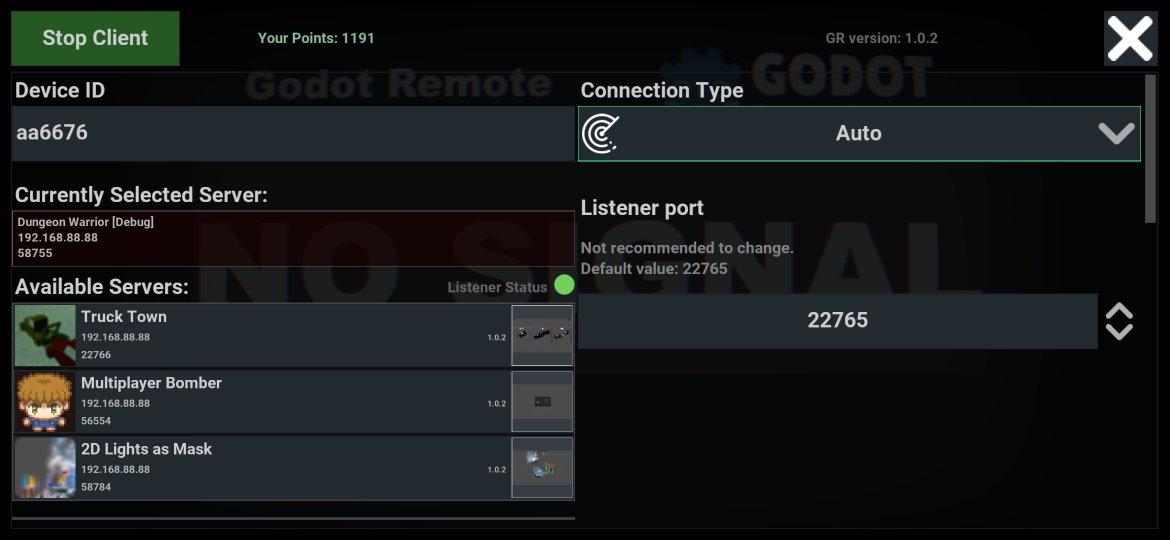 Stop Client
Your Points: 1191
GR version: 1.0.2
Godot Remote
GODOT
Device ID
aa6676
Connection Type
Auto
Currently Selected Server:
Dungeon Warrior [Debug]
192.168.88.88
58755
Listener port
Not recommended to change.
Default value: 22765
22765
NO SIGNAL
Available Servers:
Listener Status
Truck Town
192.168.88.88
22766
1.0.2
Multiplayer Bomber
192.168.88.88
56554
1.0.2
2D Lights as Mask
192.168.88.88
58784
1.0.2